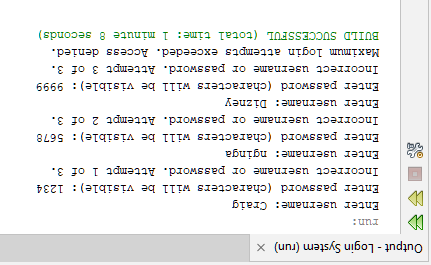 Output - Login System (run) ×
run:
Enter username: Craig
Enter password (characters will be visible): 1234
Incorrect username or password. Attempt 1 of 3.
Enter username: nginga
Enter password (characters will be visible): 5678
Incorrect username or password. Attempt 2 of 3.
Enter username: Dizney
Enter password (characters will be visible): 9999
Incorrect username or password. Attempt 3 of 3.
Maximum login attempts exceeded. Access denied.
BUILD SUCCESSFUL (total time: 1 minute 8 seconds)